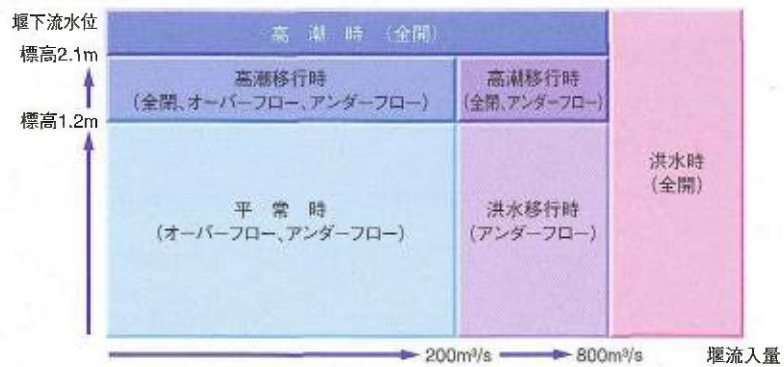 堰下流水位
高潮時(全開)
標高2.1m
高潮移行時
(全閉、オーバーフロー、アンダーフロー)
高潮移行時
(全閉、アンダーフロー)
標高1.2m
洪水時
(全開)
平常時
(オーバーフロー、アンダーフロー)
洪水移行時
(アンダーフロー)
200m³/s
800m³/s
堰流入量